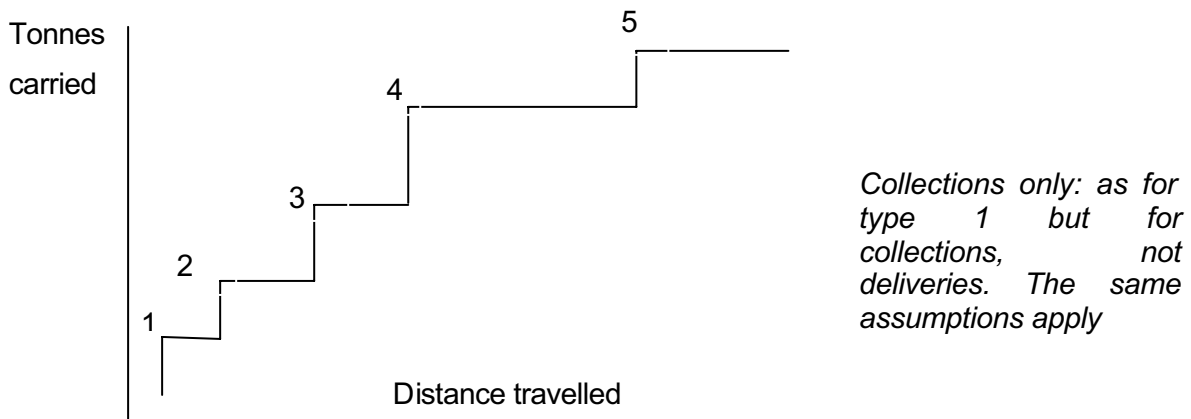 Tonnes
carried
5
4
3
2
1
Distance travelled
Collections only: as for
type 1 but for
collections, not
deliveries. The same
assumptions apply